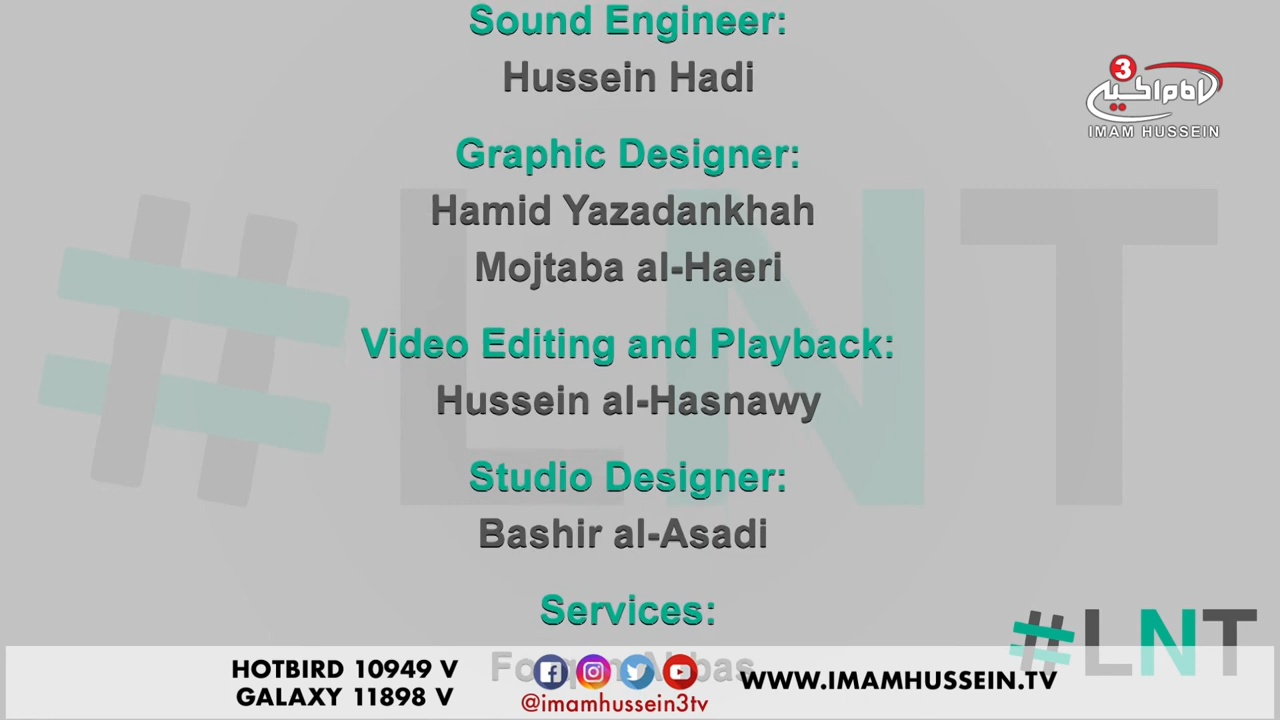 Sound Engineer:
Hussein Hadi
3
IMAM HUSSEIN
Graphic Designer:
Hamid Yazadankhah
Mojtaba al-Haeri
Video Editing and Playback:
Hussein al-Hasnawy
Studio Designer:
Bashir al-Asadi
Services:
#LNT
#LNT
HOTBIRD 10949 V
GALAXY 11898 V
@imamhussein3tv
WWW.IMAMHUSSEIN.TV